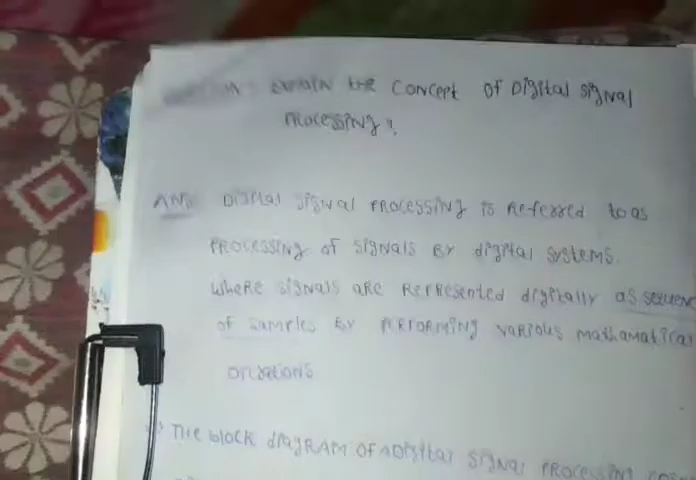 EXPLAIN the concept of Digital signal
PROCESSING?
ANS Digital signal PROCESSING is Referred to as
PROCESSING of signals By digital systems.
where signals are Represented digitally as
of samples By PERFORMING various mathamatical
operations
The block diagram of a Digital signal PROCESSING